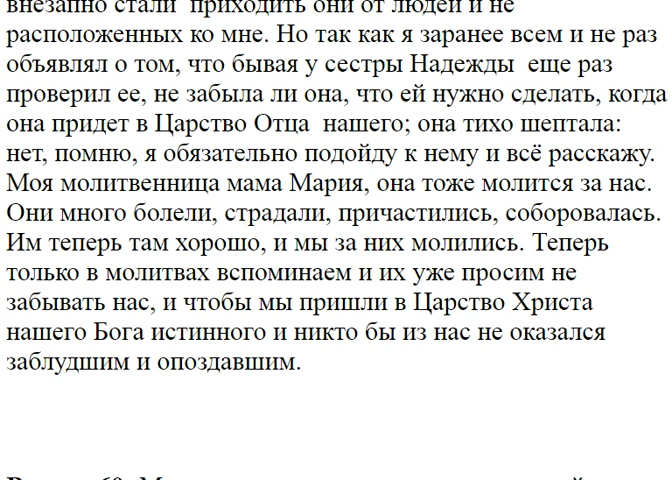 внезапно стали приходить они от людей и не
расположенных ко мне. Но так как я заранее всем и не раз
объявлял о том, что бывая у сестры Надежды еще раз
проверил ее, не забыла ли она, что ей нужно сделать, когда
она придет в Царство Отца нашего; она тихо шептала:
нет, помню, я обязательно подойду к нему и всё расскажу.
Моя молитвенница мама Мария, она тоже молится за нас.
Они много болели, страдали, причастились, соборовалась.
Им теперь там хорошо, и мы за них молились. Теперь
только в молитвах вспоминаем и их уже просим не
забывать нас, и чтобы мы пришли в Царство Христа
нашего Бога истинного и никто бы из нас не оказался
заблудшим и опоздавшим.